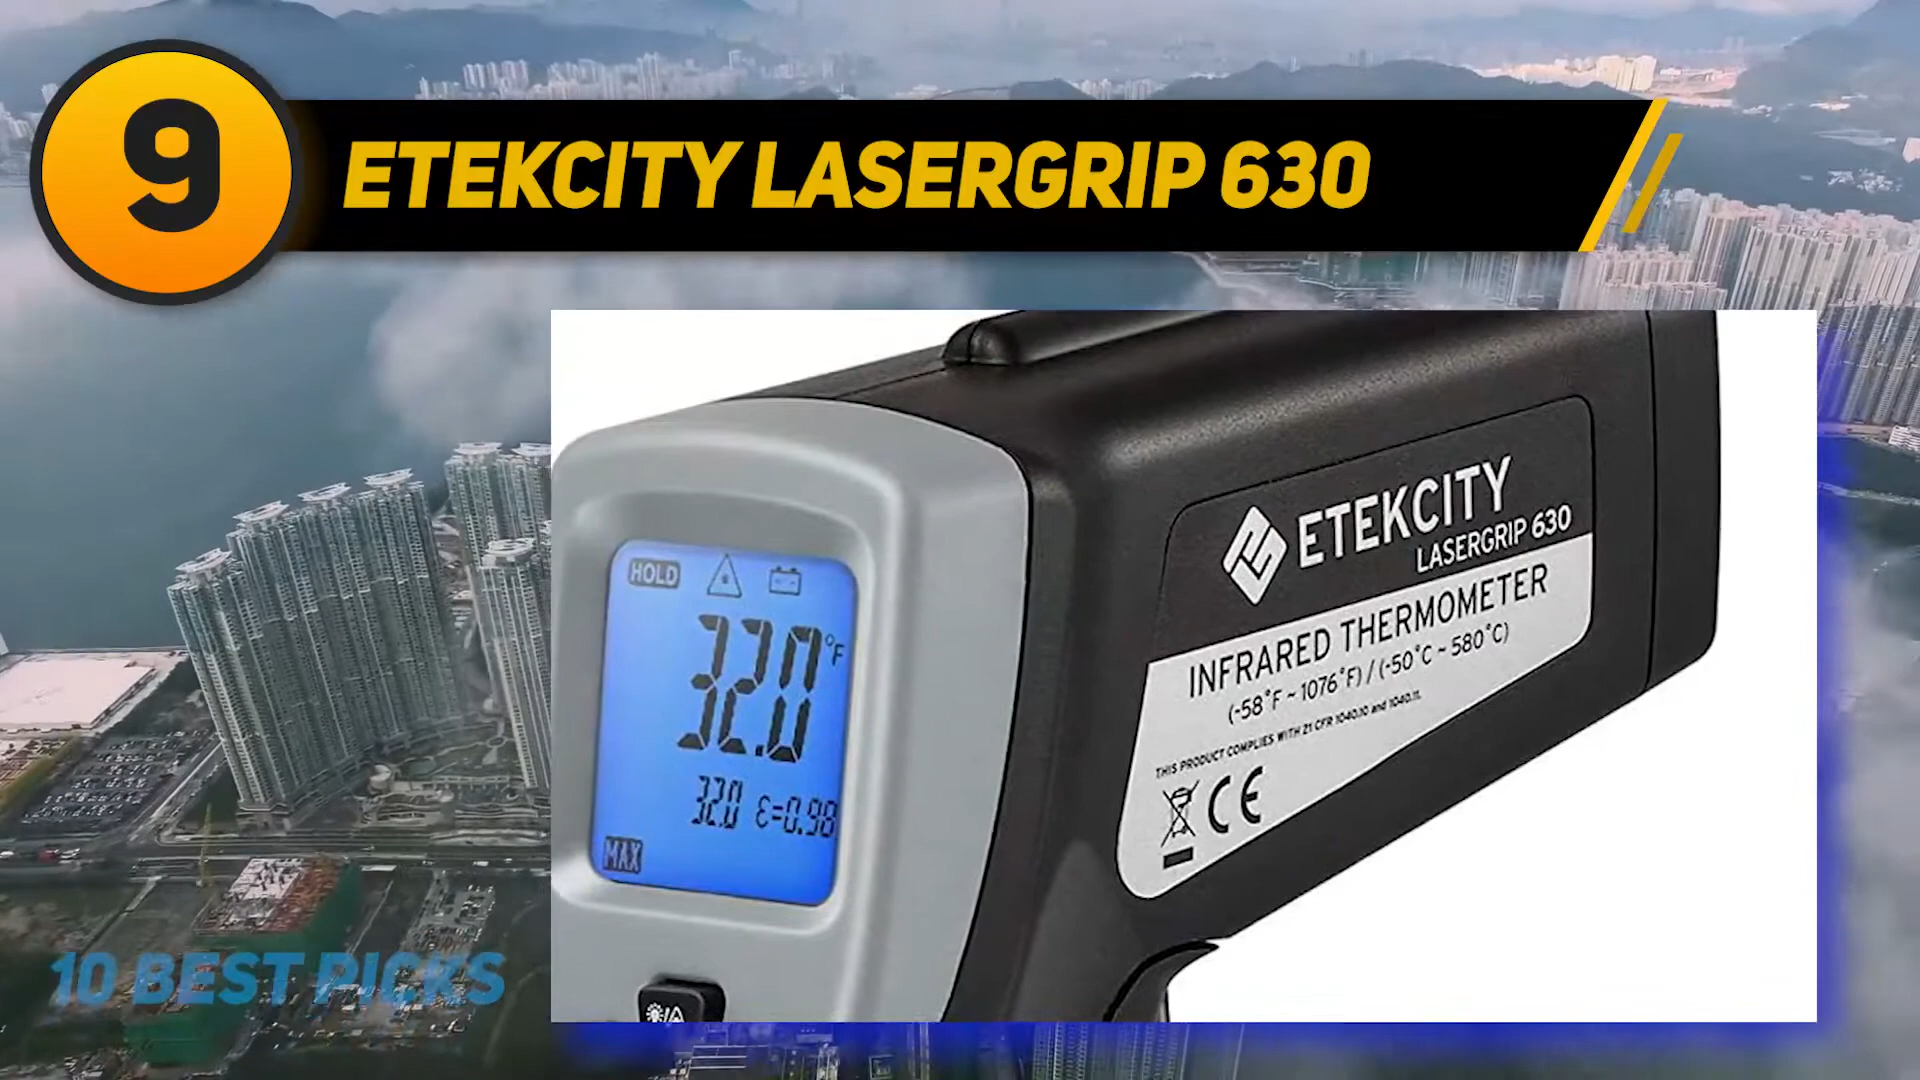 9
ETEKCITY LASERGRIP 630
HOLD
32.0°F
32.0 ε=0.98
MAX
ETEKCITY
LASERGRIP 630
INFRARED THERMOMETER
(-58°F ~ 1076°F) / (-50°C ~ 580°C)
THIS PRODUCT COMPLIES WITH 21 CFR 1040.10 and 1040.11.
CE
10 BEST PICKS